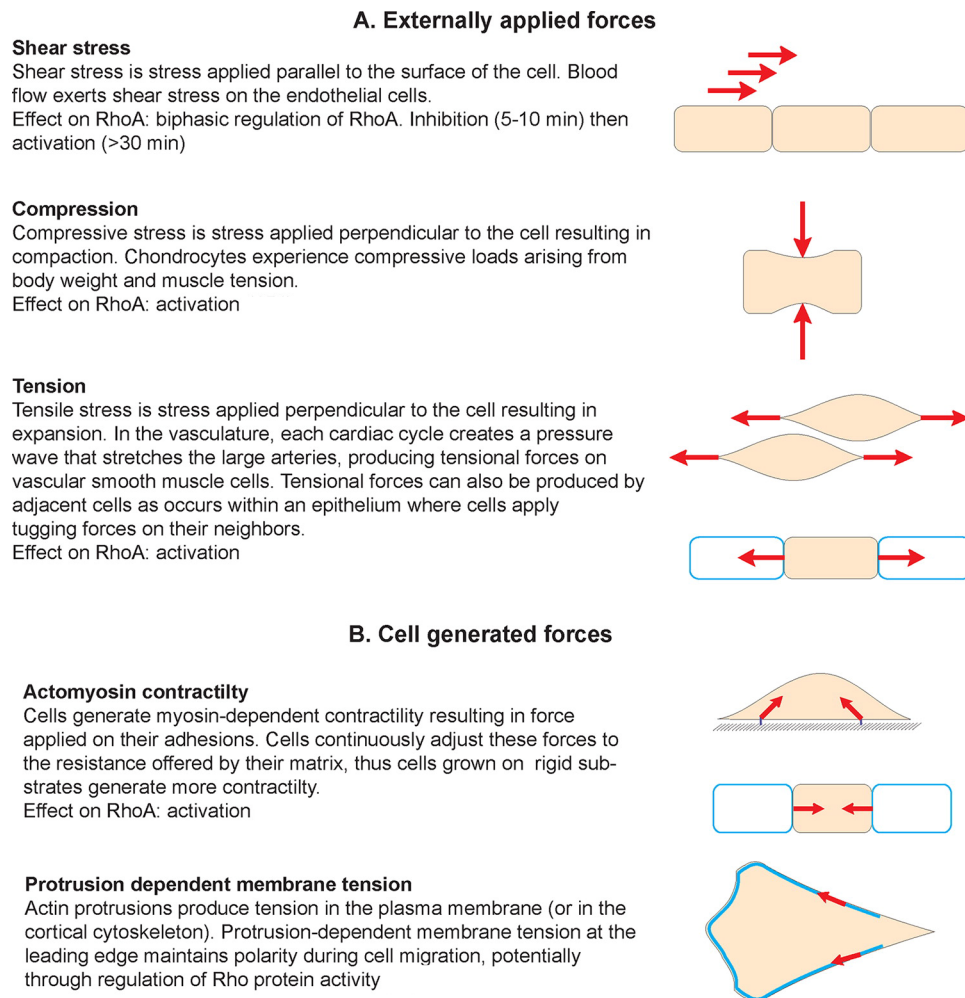 A. Externally applied forces
Shear stress
Shear stress is stress applied parallel to the surface of the cell. Blood
flow exerts shear stress on the endothelial cells.
Effect on RhoA: biphasic regulation of RhoA. Inhibition (5-10 min) then
activation (>30 min)
Compression
Compressive stress is stress applied perpendicular to the cell resulting in
compaction. Chondrocytes experience compressive loads arising from
body weight and muscle tension.
Effect on RhoA: activation
Tension
Tensile stress is stress applied perpendicular to the cell resulting in
expansion. In the vasculature, each cardiac cycle creates a pressure
wave that stretches the large arteries, producing tensional forces on
vascular smooth muscle cells. Tensional forces can also be produced by
adjacent cells as occurs within an epithelium where cells apply
tugging forces on their neighbors.
Effect on RhoA: activation
B. Cell generated forces
Actomyosin contractilty
Cells generate myosin-dependent contractility resulting in force
applied on their adhesions. Cells continuously adjust these forces to
the resistance offered by their matrix, thus cells grown on rigid sub-
strates generate more contractilty.
Effect on RhoA: activation
Protrusion dependent membrane tension
Actin protrusions produce tension in the plasma membrane (or in the
cortical cytoskeleton). Protrusion-dependent membrane tension at the
leading edge maintains polarity during cell migration, potentially
through regulation of Rho protein activity